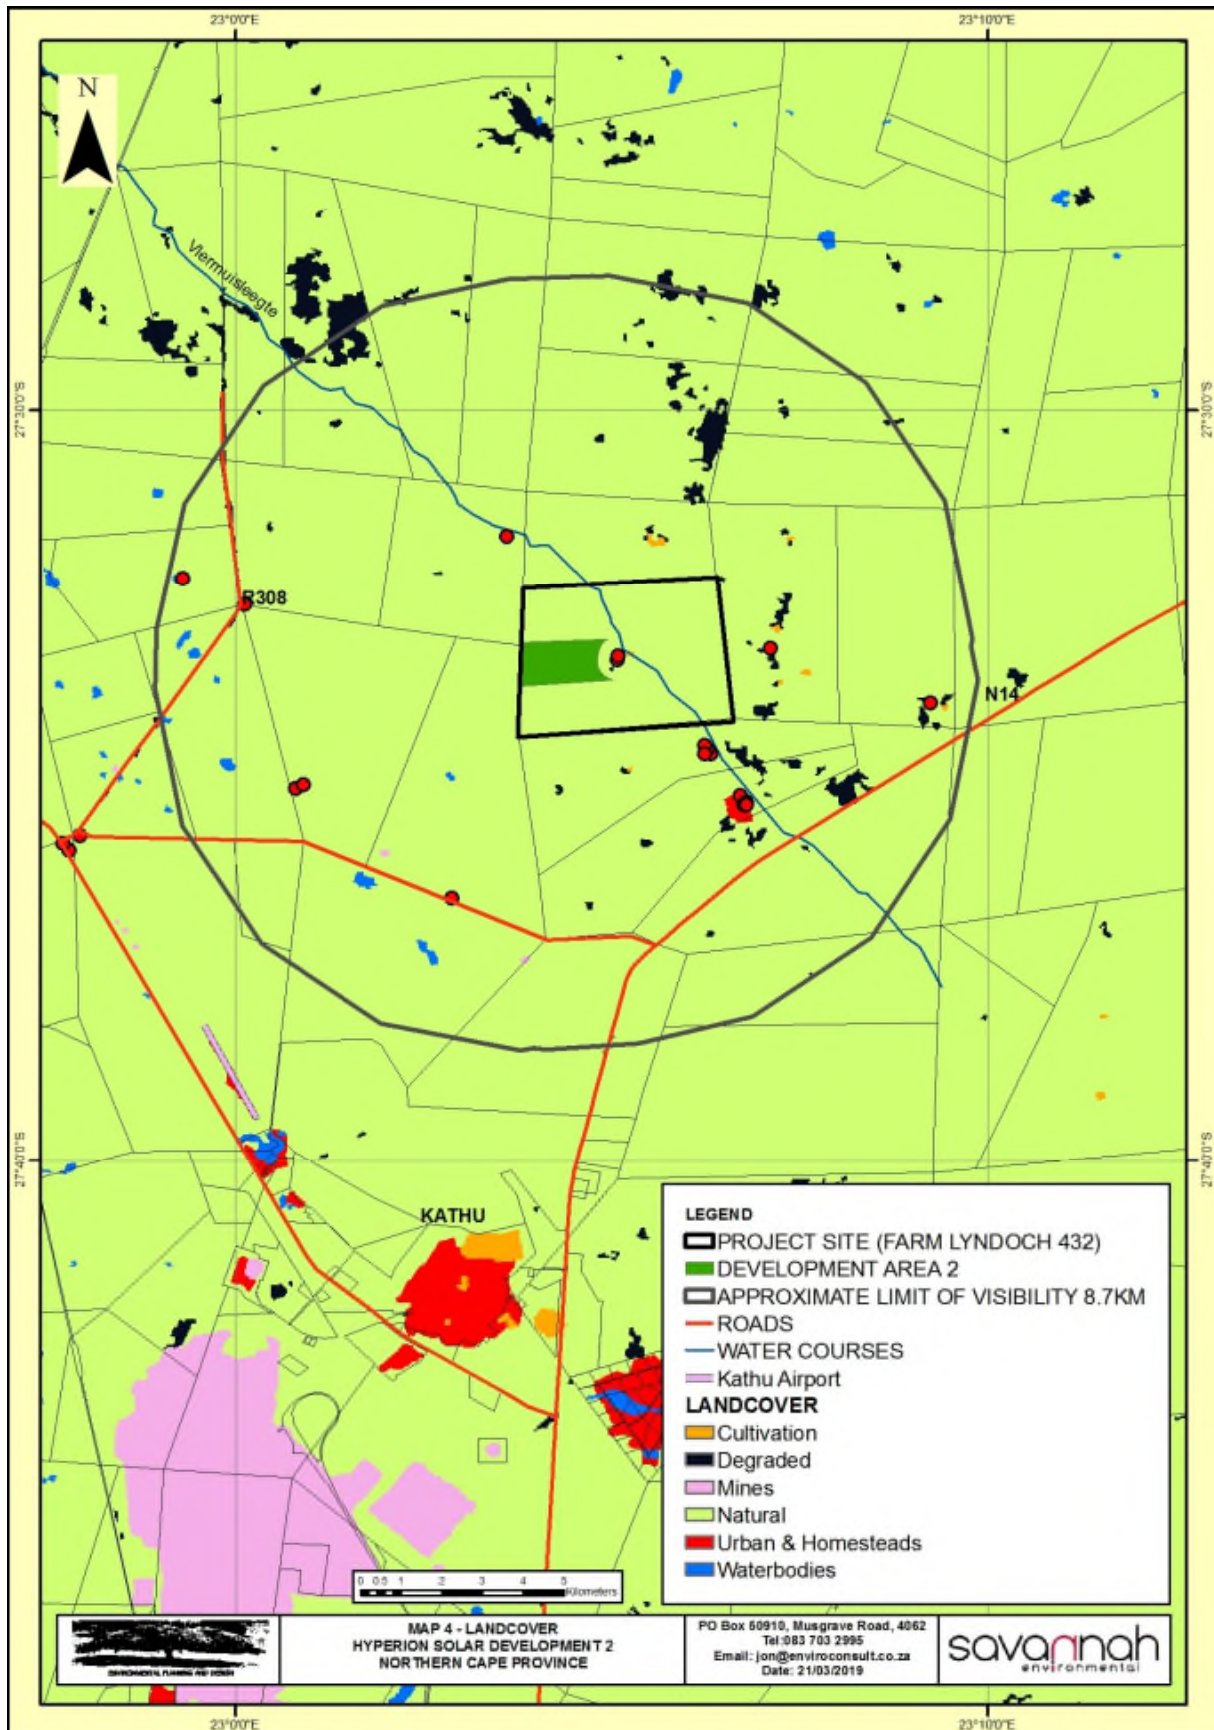 23°0'0"E
23°10'0"E
N
Vlermuisleegte
27°30'0"S
27°30'0"S
R308
N14
27°40'0"S
27°40'0"S
KATHU
LEGEND
PROJECT SITE (FARM LYNDOCH 432)
DEVELOPMENT AREA 2
APPROXIMATE LIMIT OF VISIBILITY 8.7KM
ROADS
WATER COURSES
Kathu Airport
LANDCOVER
Cultivation
Degraded
Mines
Natural
Urban & Homesteads
Waterbodies
0 0.5 1 2 3 4 5
Kilometers
ENVIRONMENTAL PLANNING AND DESIGN
MAP 4 - LANDCOVER
HYPERION SOLAR DEVELOPMENT 2
NORTHERN CAPE PROVINCE
PO Box 50910, Musgrave Road, 4062
Tel:083 703 2995
Email: jon@enviroconsult.co.za
Date: 21/03/2019
savannah
environmental
23°0'0"E
23°10'0"E